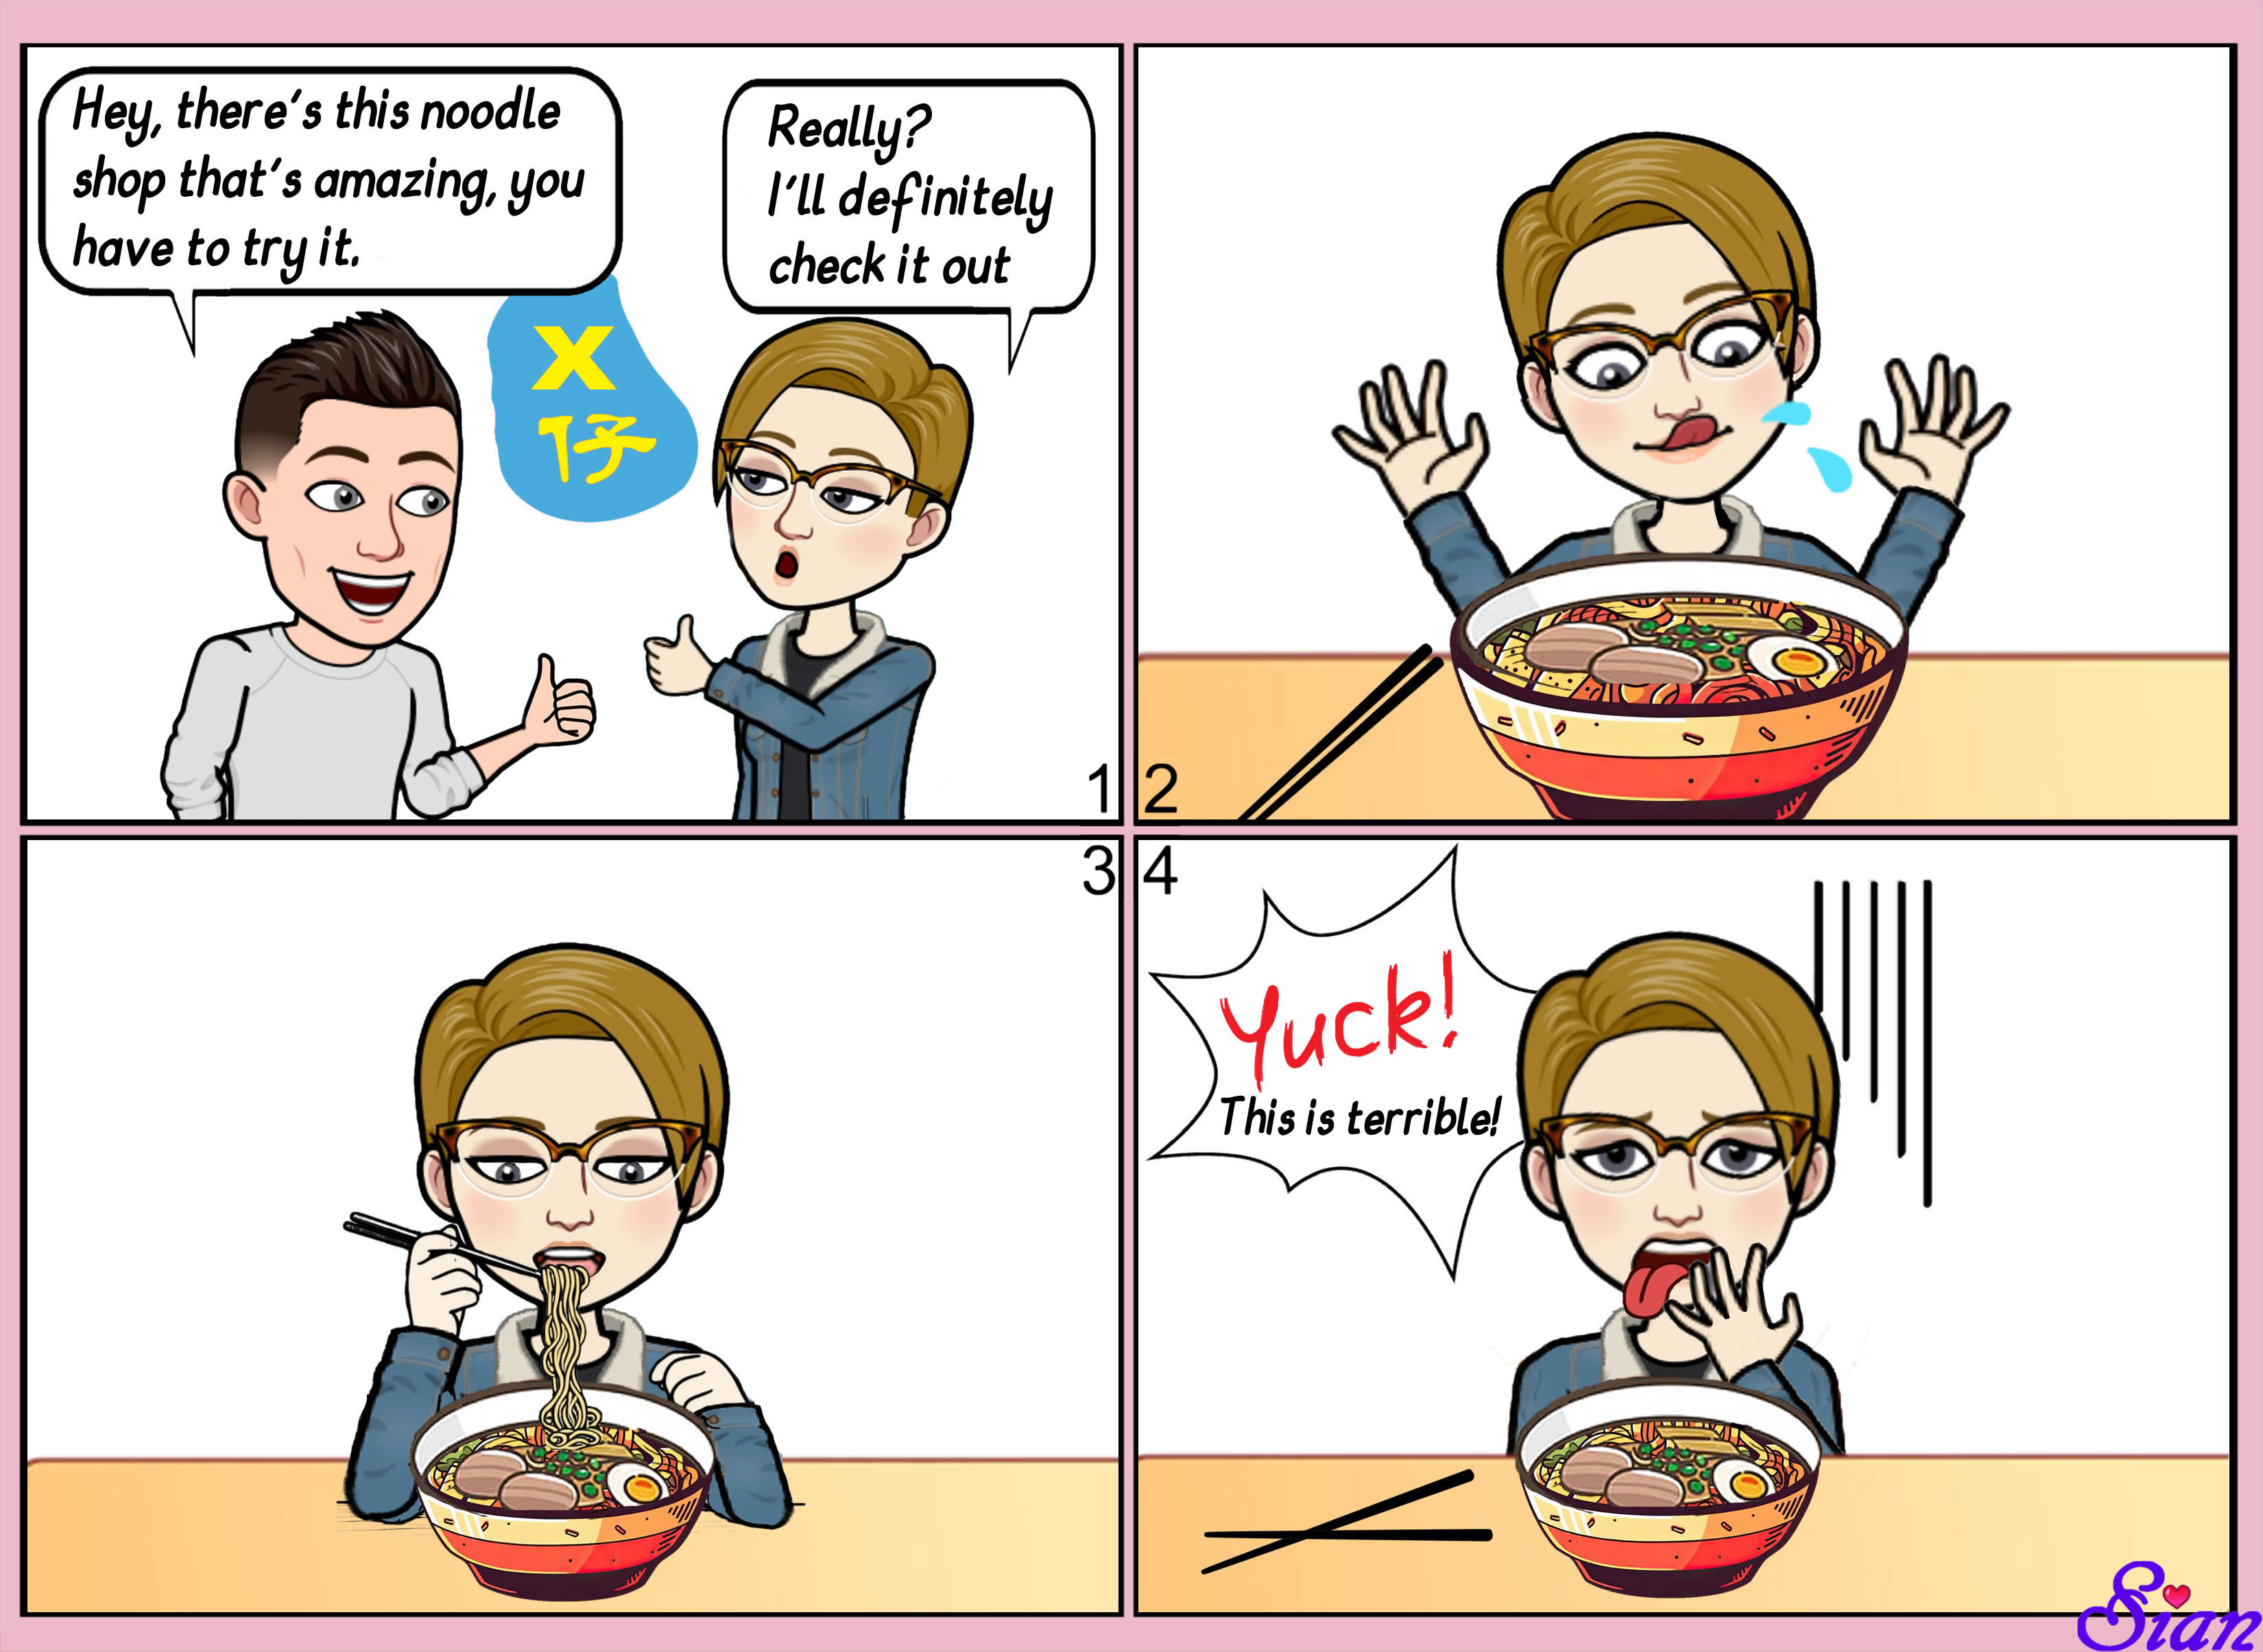 Hey, there's this noodle
shop that's amazing, you
have to try it.
Really?
I'll definitely
check it out
X
仔
1
2
3
4
Yuck!
This is terrible!
Sian